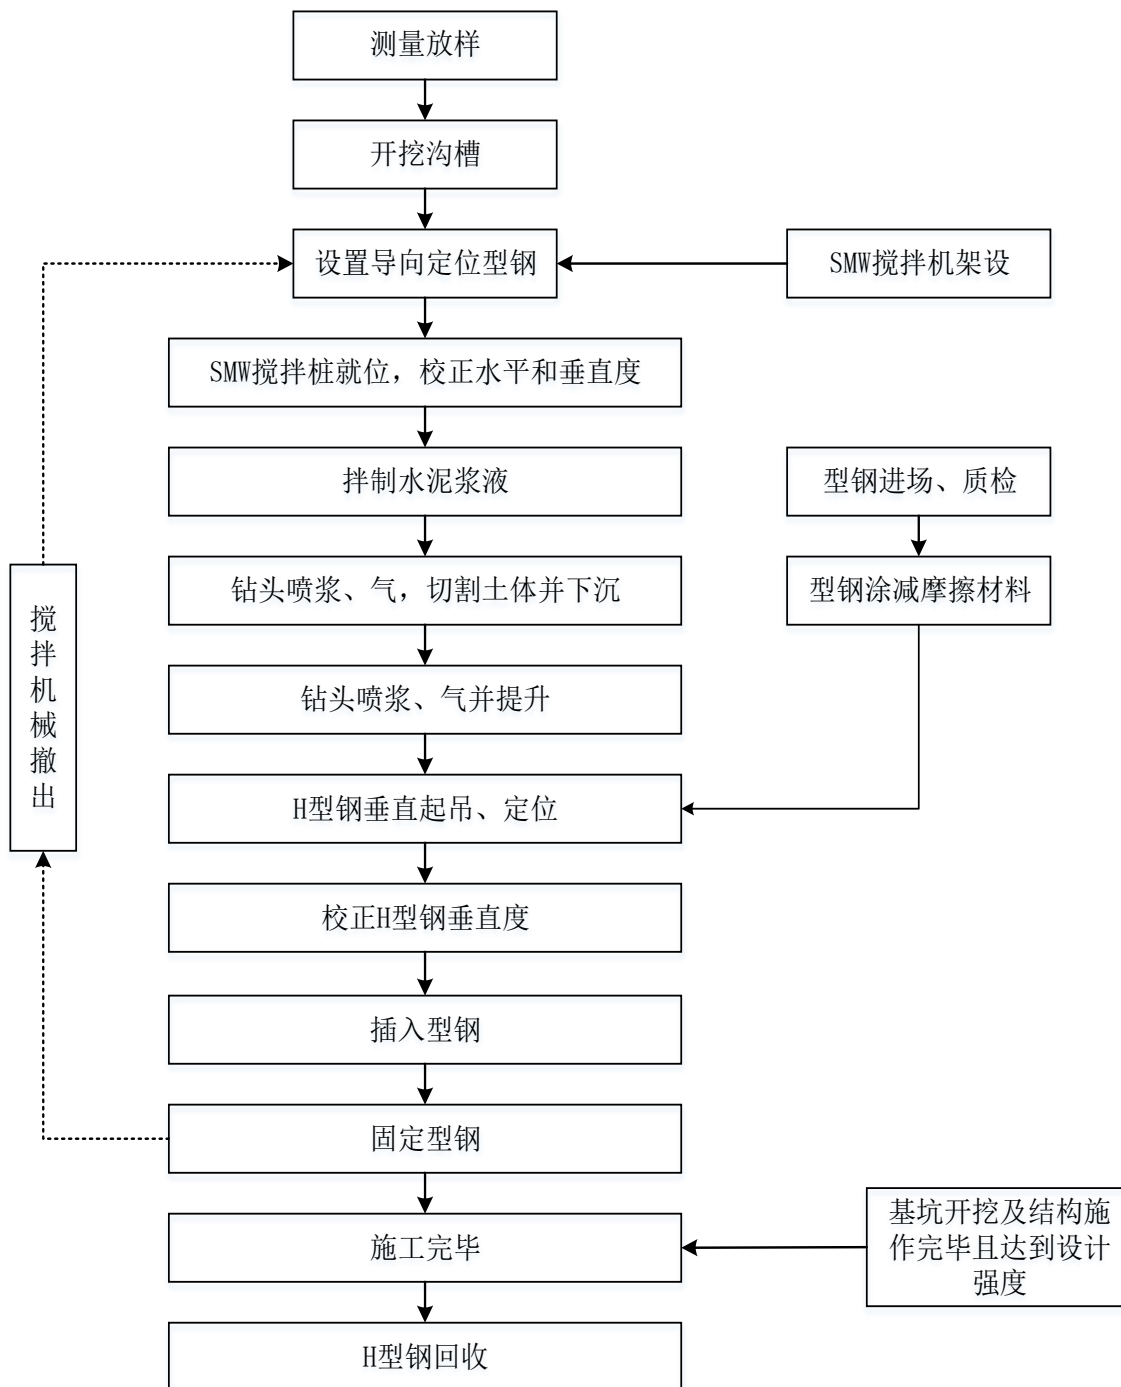 测量放样
开挖沟槽
设置导向定位型钢
SMW搅拌机架设
SMW搅拌桩就位，校正水平和垂直度
拌制水泥浆液
型钢进场、质检
钻头喷浆、气，切割土体并下沉
型钢涂减摩擦材料
搅
拌
机
械
撤
出
钻头喷浆、气并提升
H型钢垂直起吊、定位
校正H型钢垂直度
插入型钢
固定型钢
施工完毕
基坑开挖及结构施
作完毕且达到设计
强度
H型钢回收